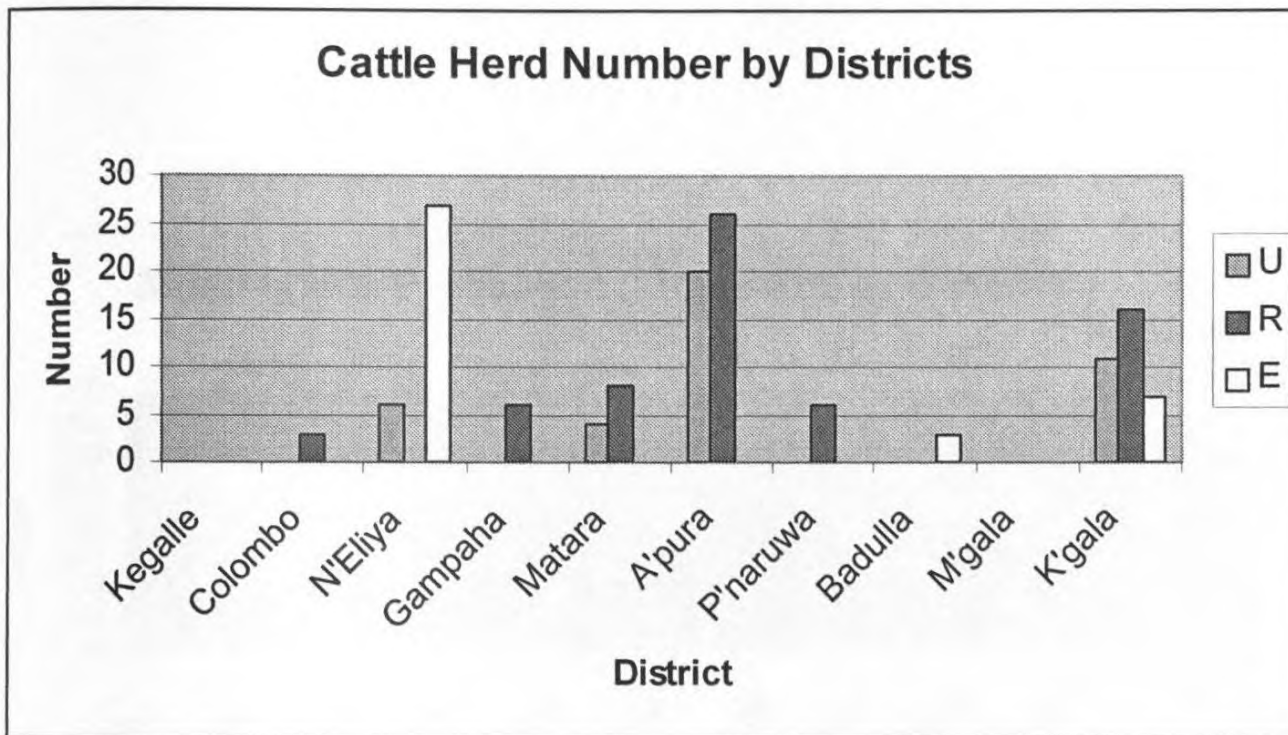 Cattle Herd Number by Districts
Number
30
25
20
15
10
5
0
Kegalle
Colombo
N'Eliya
Gampaha
Matara
A'pura
P'naruwa
Badulla
M'gala
K'gala
District
U
R
E